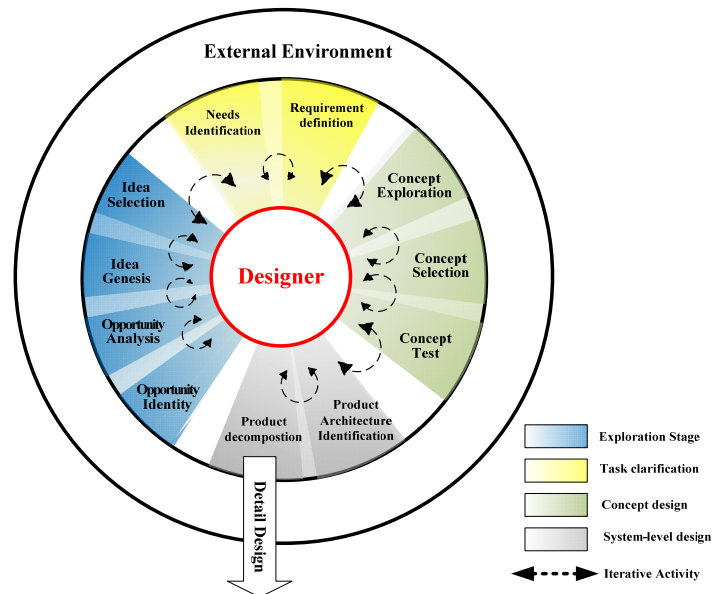 External Environment
Needs
Identification
Requirement
definition
Idea
Selection
Concept
Exploration
Idea
Genesis
Designer
Concept
Selection
Opportunity
Analysis
Concept
Test
Opportunity
Identity
Product
decompostion
Product
Architecture
Identification
Detail Design
Exploration Stage
Task clarification
Concept design
System-level design
Iterative Activity